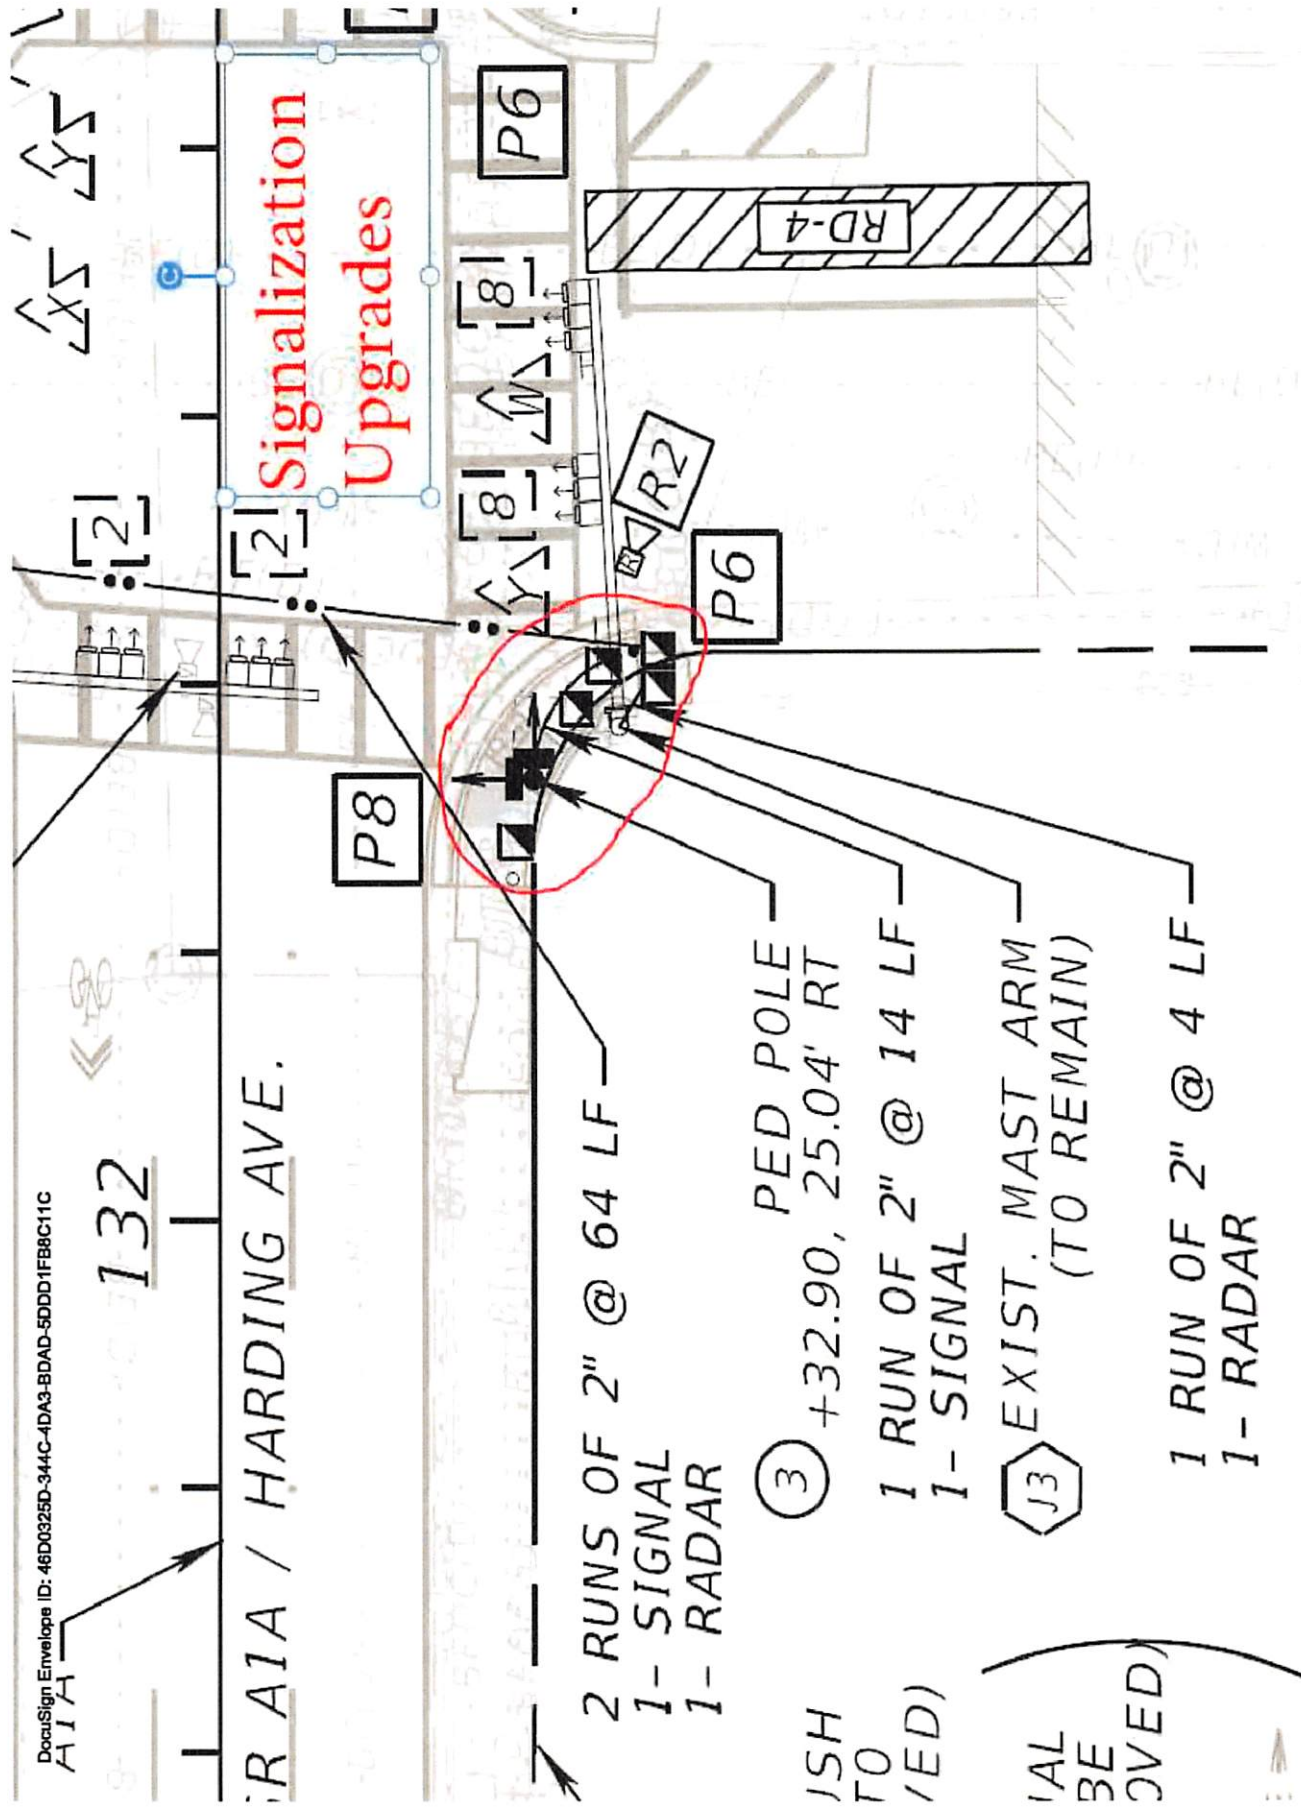 DocuSign Envelope ID: 46D0325D-344C-4DA3-BDAD-5DDD1FB8C11C
A1A
132
SR A1A / HARDING AVE.
Signalization
Upgrades
X
Y
2
2
P8
P6
8
W
8
Y
R2
R
P6
RD-4
2 RUNS OF 2" @ 64 LF
1- SIGNAL
1- RADAR
PED POLE
3 +32.90, 25.04' RT
1 RUN OF 2" @ 14 LF
1- SIGNAL
J3 EXIST. MAST ARM
(TO REMAIN)
1 RUN OF 2" @ 4 LF
1- RADAR
USH
TO
VED)
BE
OVED)